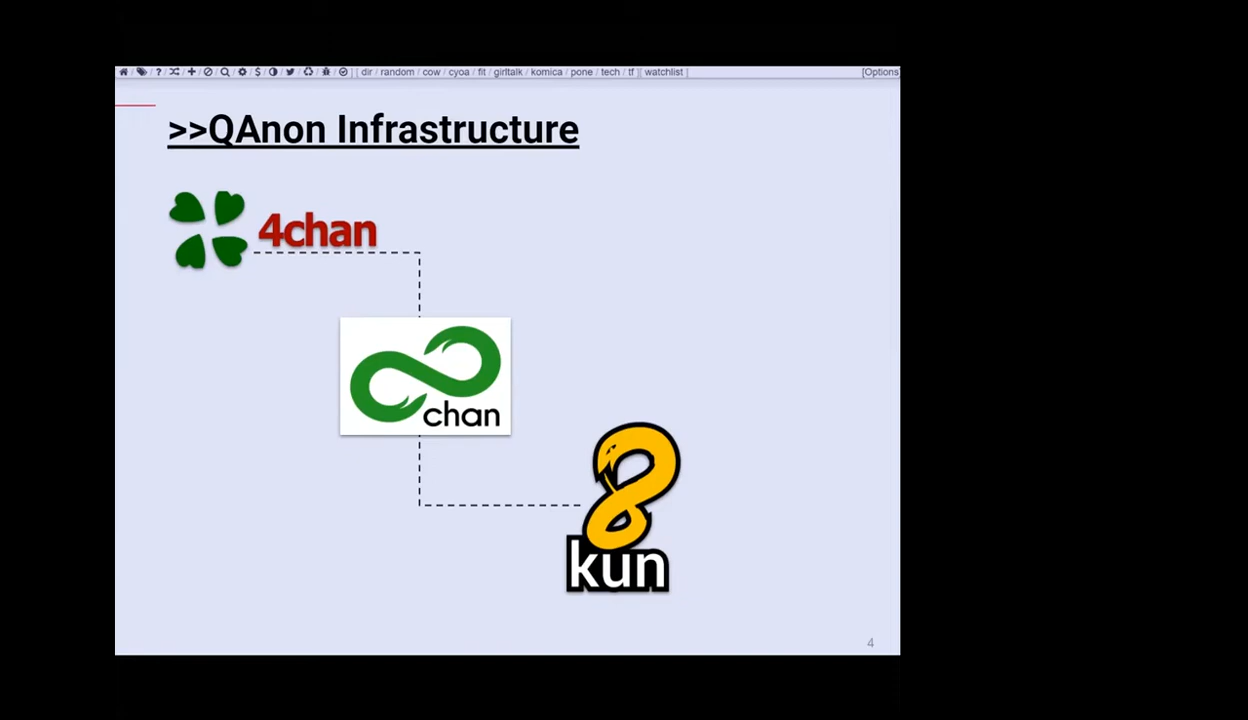 / ? / [ dir / random / cow / cyoa / fit / girltalk / komica / pone / tech / tf ][ watchlist ] [Options
>>QAnon Infrastructure
4chan
chan
8
kun
4